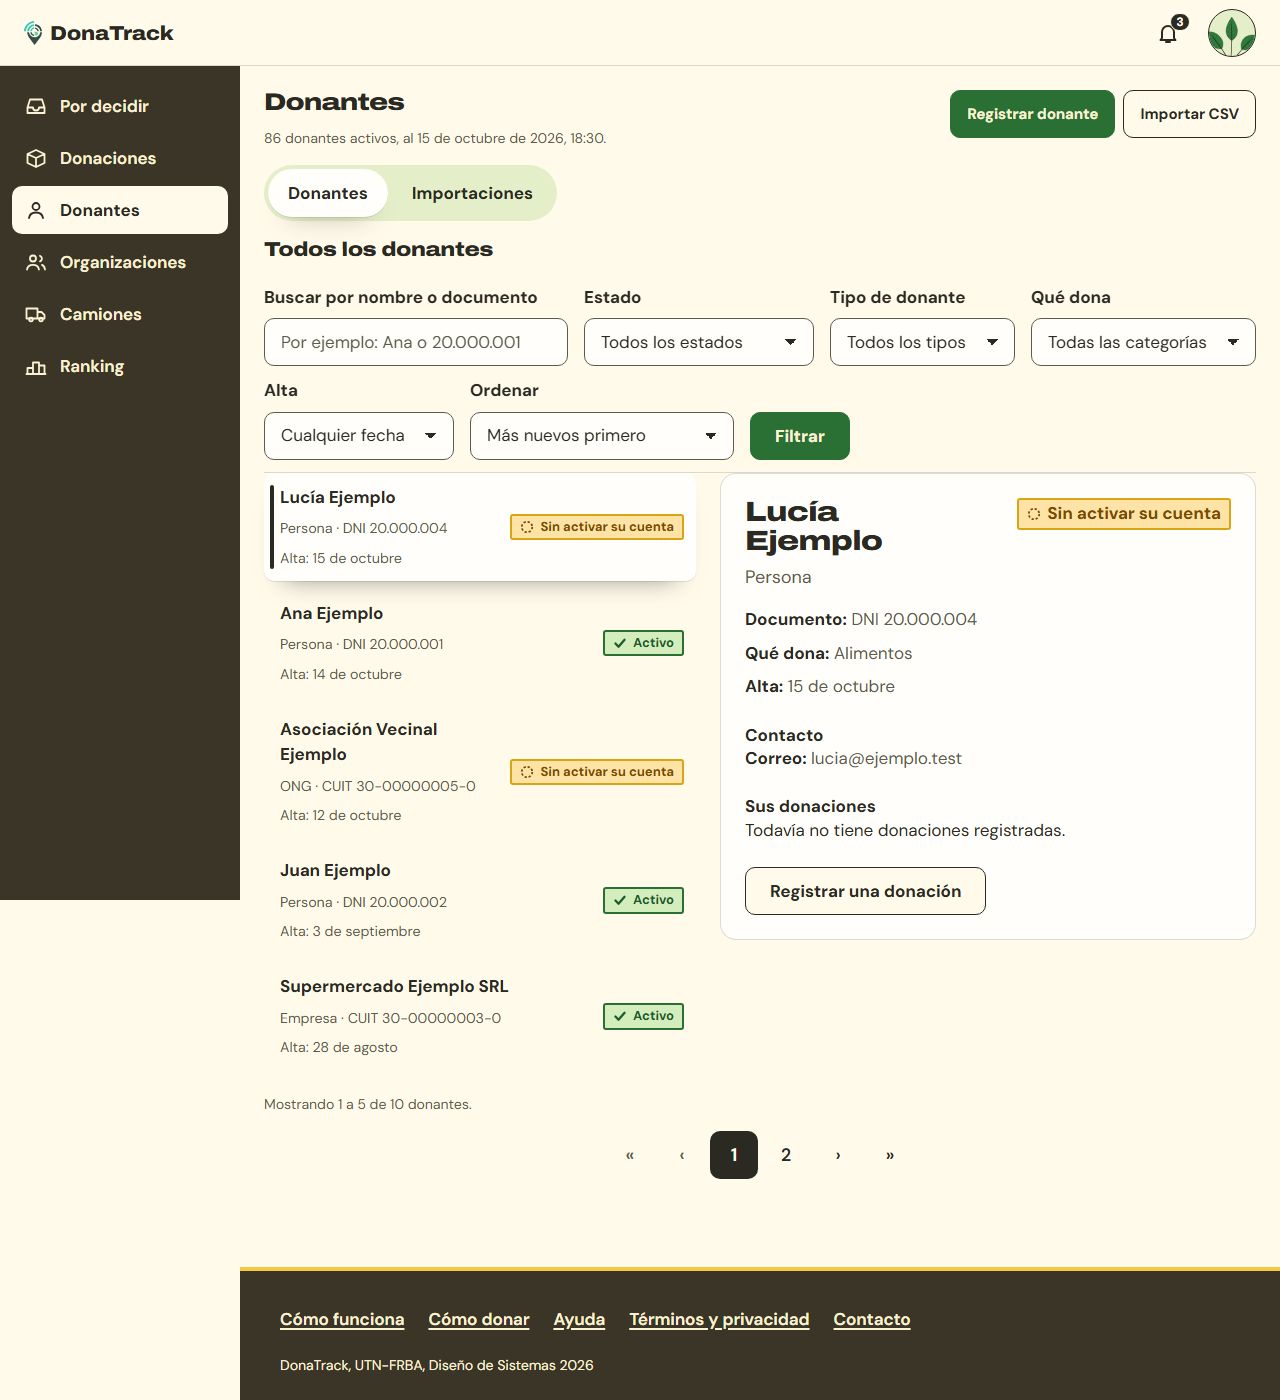 DonaTrack
3
Por decidir
Donaciones
Donantes
Organizaciones
Camiones
Ranking
Donantes
86 donantes activos, al 15 de octubre de 2026, 18:30.
Registrar donante
Importar CSV
Donantes
Importaciones
Todos los donantes
Buscar por nombre o documento
Por ejemplo: Ana o 20.000.001
Estado
Todos los estados
Tipo de donante
Todos los tipos
Qué dona
Todas las categorías
Alta
Cualquier fecha
Ordenar
Más nuevos primero
Filtrar
Lucía Ejemplo
Persona · DNI 20.000.004
Alta: 15 de octubre
Sin activar su cuenta
Ana Ejemplo
Persona · DNI 20.000.001
Alta: 14 de octubre
Activo
Asociación Vecinal
Ejemplo
ONG · CUIT 30-00000005-0
Alta: 12 de octubre
Sin activar su cuenta
Juan Ejemplo
Persona · DNI 20.000.002
Alta: 3 de septiembre
Activo
Supermercado Ejemplo SRL
Empresa · CUIT 30-00000003-0
Alta: 28 de agosto
Activo
Lucía
Ejemplo
Sin activar su cuenta
Persona
Documento: DNI 20.000.004
Qué dona: Alimentos
Alta: 15 de octubre
Contacto
Correo: lucia@ejemplo.test
Sus donaciones
Todavía no tiene donaciones registradas.
Registrar una donación
Mostrando 1 a 5 de 10 donantes.
« ‹ 1 2 › »
Cómo funciona Cómo donar Ayuda Términos y privacidad Contacto
DonaTrack, UTN-FRBA, Diseño de Sistemas 2026